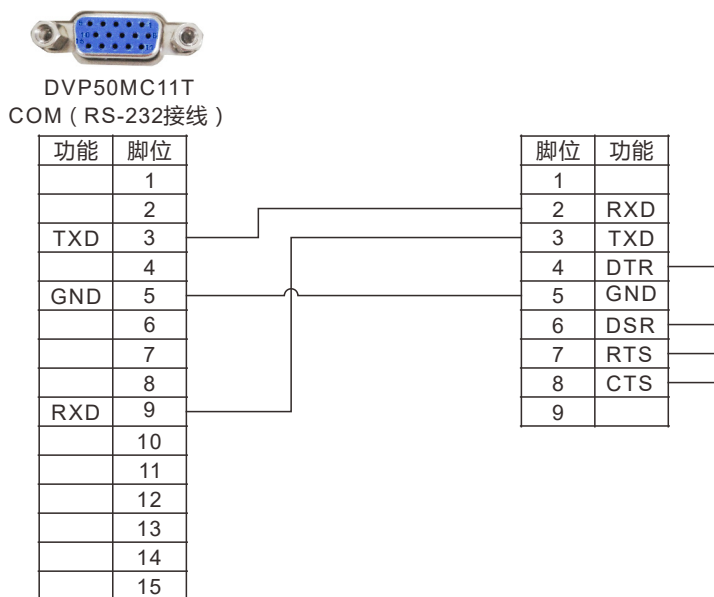 DVP50MC11T
COM（RS-232接线）
功能 脚位
1
2
TXD 3
4
GND 5
6
7
8
RXD 9
10
11
12
13
14
15
脚位 功能
1
2 RXD
3 TXD
4 DTR
5 GND
6 DSR
7 RTS
8 CTS
9